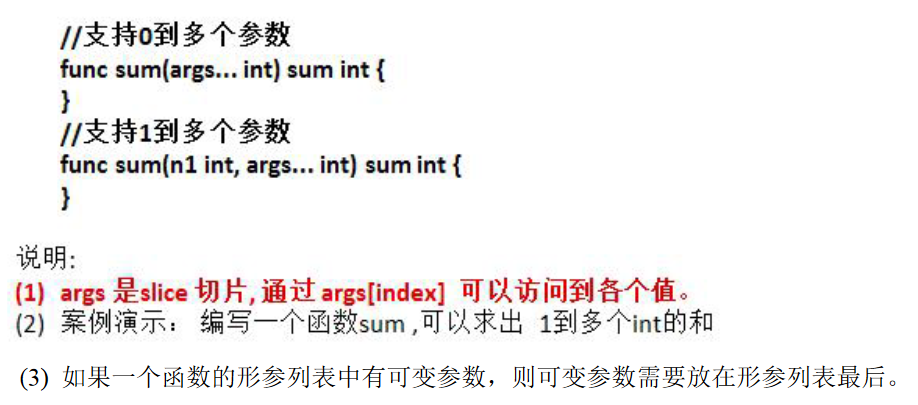 //支持0到多个参数
func sum(args... int) sum int {
}
//支持1到多个参数
func sum(n1 int, args... int) sum int {
}
说明:
(1) args 是slice 切片, 通过 args[index] 可以访问到各个值。
(2) 案例演示： 编写一个函数sum ,可以求出 1到多个int的和
(3) 如果一个函数的形参列表中有可变参数，则可变参数需要放在形参列表最后。